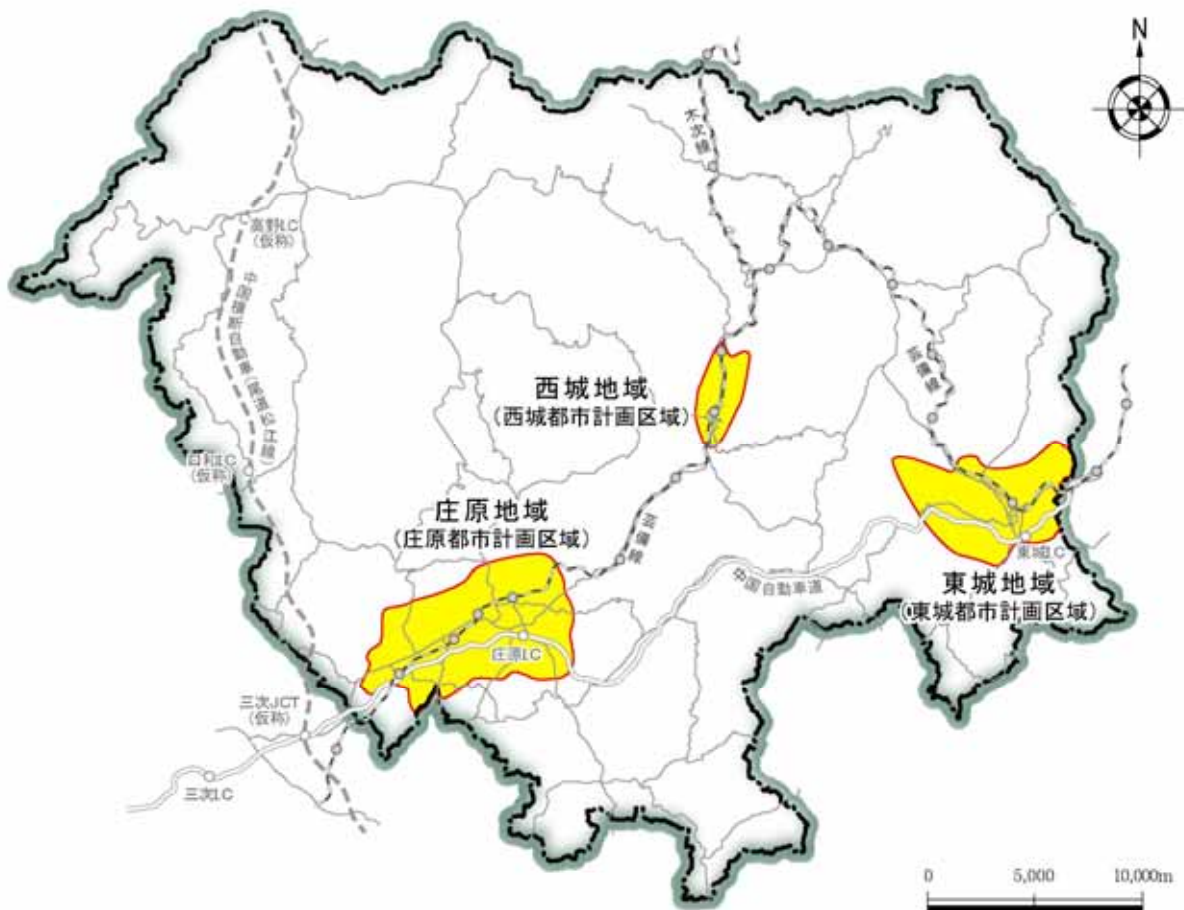 N
木次線
高野I.C
(仮称)
中国横断自動車(尾道松江線)
芸備線
西城地域
(西城都市計画区域)
口和I.C
(仮称)
庄原地域
(庄原都市計画区域)
芸備線
東城I.C
中国自動車道
東城地域
(東城都市計画区域)
庄原I.C
三次JCT
(仮称)
三次I.C
0 5,000 10,000m